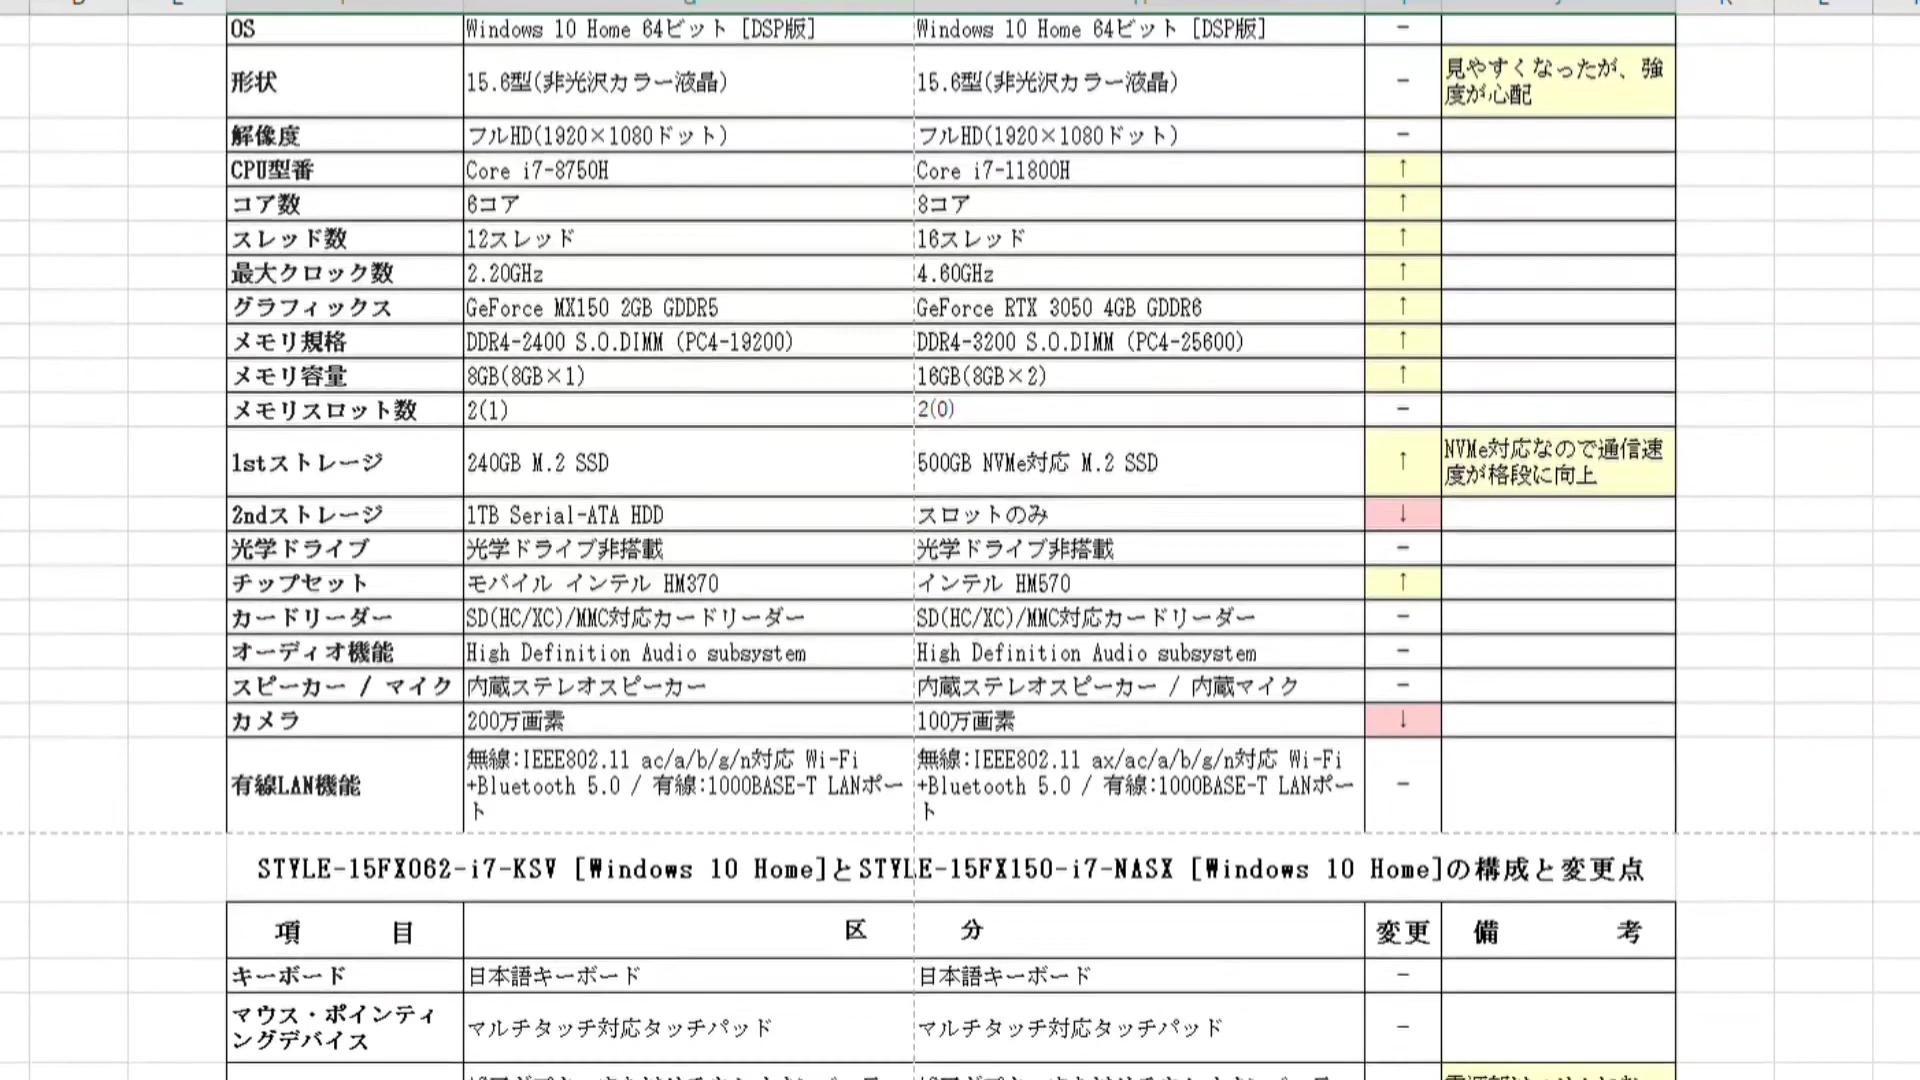 OS Windows 10 Home 64ビット [DSP版] Windows 10 Home 64ビット [DSP版] －
形状 15.6型(非光沢カラー液晶) 15.6型(非光沢カラー液晶) － 見やすくなったが、強
度が心配
解像度 フルHD(1920×1080ドット) フルHD(1920×1080ドット) －
CPU型番 Core i7-8750H Core i7-11800H ↑
コア数 6コア 8コア ↑
スレッド数 12スレッド 16スレッド ↑
最大クロック数 2.20GHz 4.60GHz ↑
グラフィックス GeForce MX150 2GB GDDR5 GeForce RTX 3050 4GB GDDR6 ↑
メモリ規格 DDR4-2400 S.O.DIMM (PC4-19200) DDR4-3200 S.O.DIMM (PC4-25600) ↑
メモリ容量 8GB(8GB×1) 16GB(8GB×2) ↑
メモリスロット数 2(1) 2(0) －
1stストレージ 240GB M.2 SSD 500GB NVMe対応 M.2 SSD ↑ NVMe対応なので通信速
度が格段に向上
2ndストレージ 1TB Serial-ATA HDD スロットのみ ↓
光学ドライブ 光学ドライブ非搭載 光学ドライブ非搭載 －
チップセット モバイル インテル HM370 インテル HM570 ↑
カードリーダー SD(HC/XC)/MMC対応カードリーダー SD(HC/XC)/MMC対応カードリーダー －
オーディオ機能 High Definition Audio subsystem High Definition Audio subsystem －
スピーカー / マイク 内蔵ステレオスピーカー 内蔵ステレオスピーカー / 内蔵マイク －
カメラ 200万画素 100万画素 ↓
有線LAN機能 無線:IEEE802.11 ac/a/b/g/n対応 Wi-Fi
+Bluetooth 5.0 / 有線:1000BASE-T LANポー
ト
無線:IEEE802.11 ax/ac/a/b/g/n対応 Wi-Fi
+Bluetooth 5.0 / 有線:1000BASE-T LANポー
ト
－
STYLE-15FX062-i7-KSV [Windows 10 Home]とSTYLE-15FX150-i7-NASX [Windows 10 Home]の構成と変更点
項 目 区 分 変更 備 考
キーボード 日本語キーボード 日本語キーボード －
マウス・ポインティ
ングデバイス マルチタッチ対応タッチパッド マルチタッチ対応タッチパッド －